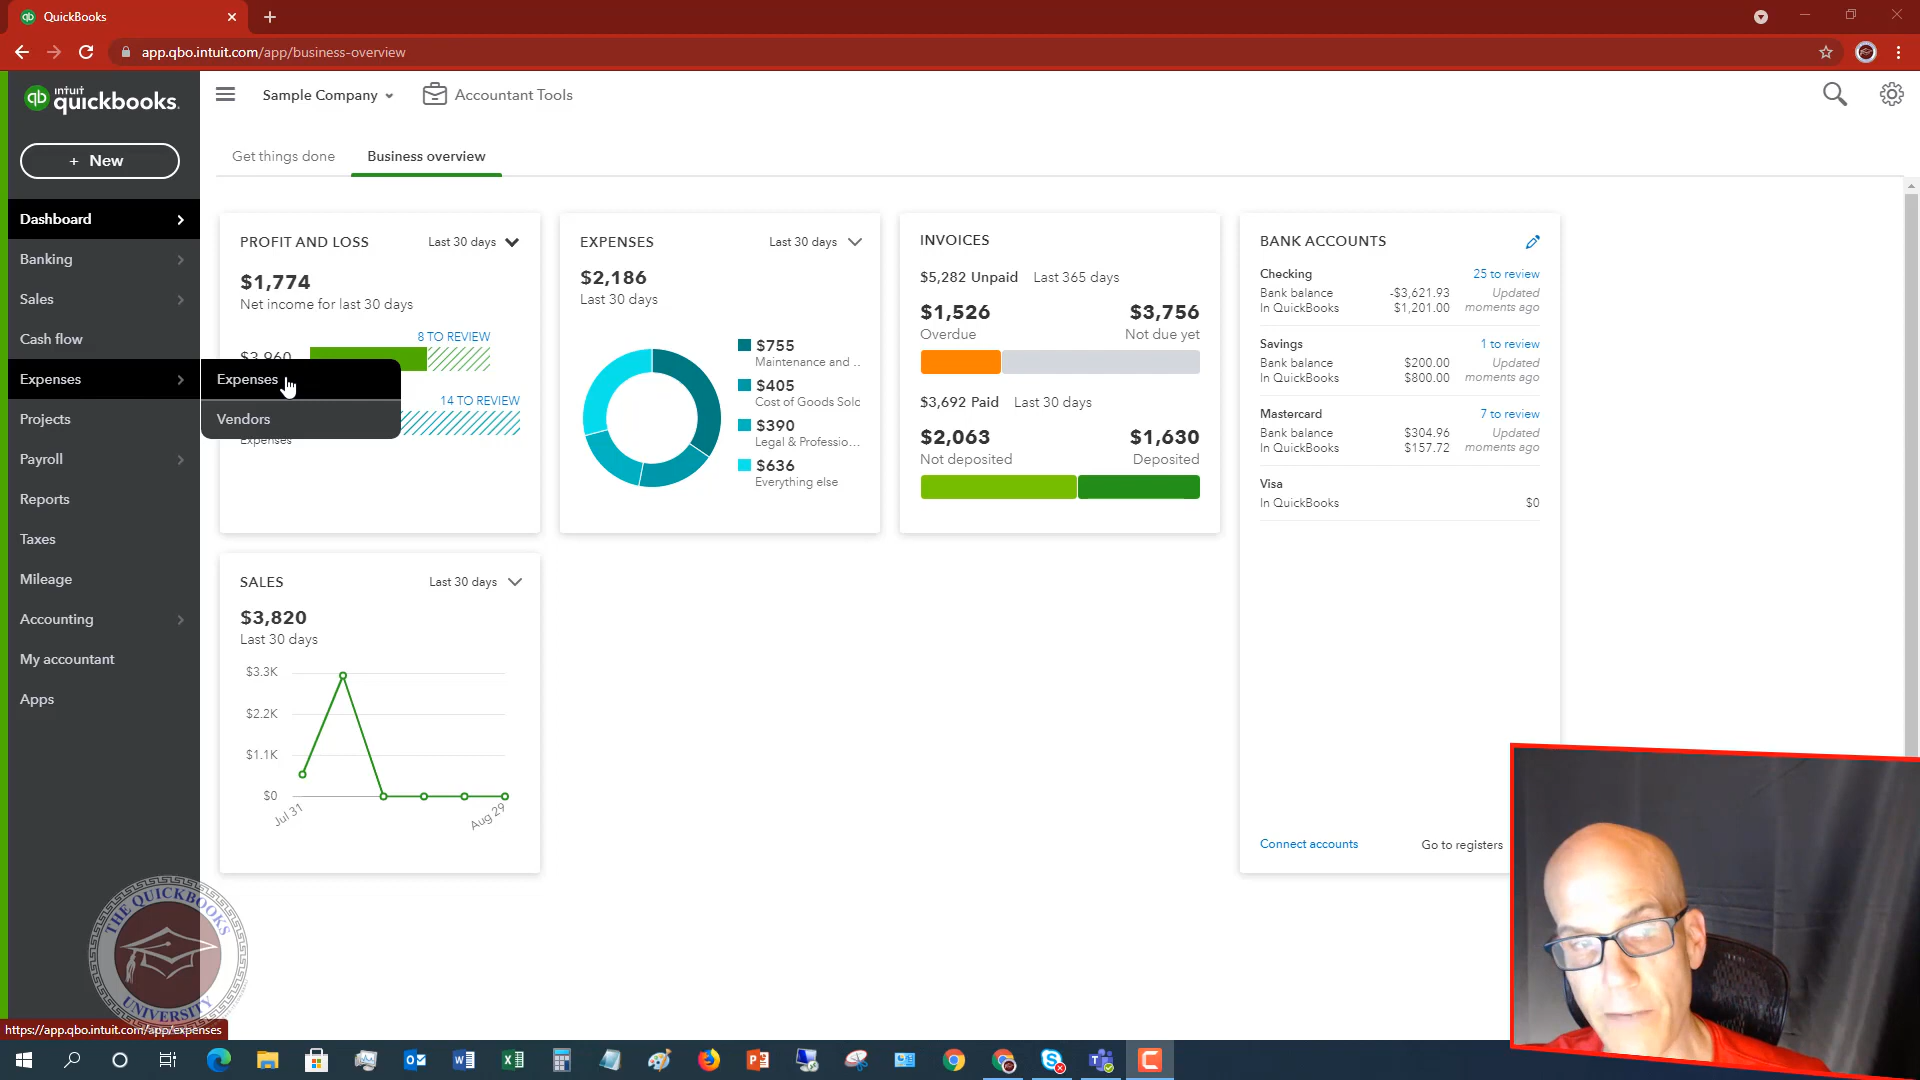 QuickBooks
app.qbo.intuit.com/app/business-overview
intuit
quickbooks.
Sample Company
Accountant Tools
+ New
Get things done
Business overview
Dashboard
Banking
Sales
Cash flow
Expenses
Projects
Payroll
Reports
Taxes
Mileage
Accounting
My accountant
Apps
Expenses
Vendors
PROFIT AND LOSS
Last 30 days
$1,774
Net income for last 30 days
8 TO REVIEW
$3,960
14 TO REVIEW
Expenses
EXPENSES
Last 30 days
$2,186
Last 30 days
$755
Maintenance and ..
$405
Cost of Goods Solc
$390
Legal & Professio...
$636
Everything else
INVOICES
$5,282 Unpaid Last 365 days
$1,526
Overdue
$3,756
Not due yet
$3,692 Paid Last 30 days
$2,063
Not deposited
$1,630
Deposited
BANK ACCOUNTS
Checking 25 to review
Bank balance -$3,621.93 Updated
In QuickBooks $1,201.00 moments ago
Savings 1 to review
Bank balance $200.00 Updated
In QuickBooks $800.00 moments ago
Mastercard 7 to review
Bank balance $304.96 Updated
In QuickBooks $157.72 moments ago
Visa
In QuickBooks $0
Connect accounts
Go to registers
SALES
Last 30 days
$3,820
Last 30 days
$3.3K
$2.2K
$1.1K
$0
Jul 31
Aug 29
THE QUICKBOOKS
UNIVERSITY
https://app.qbo.intuit.com/app/expenses